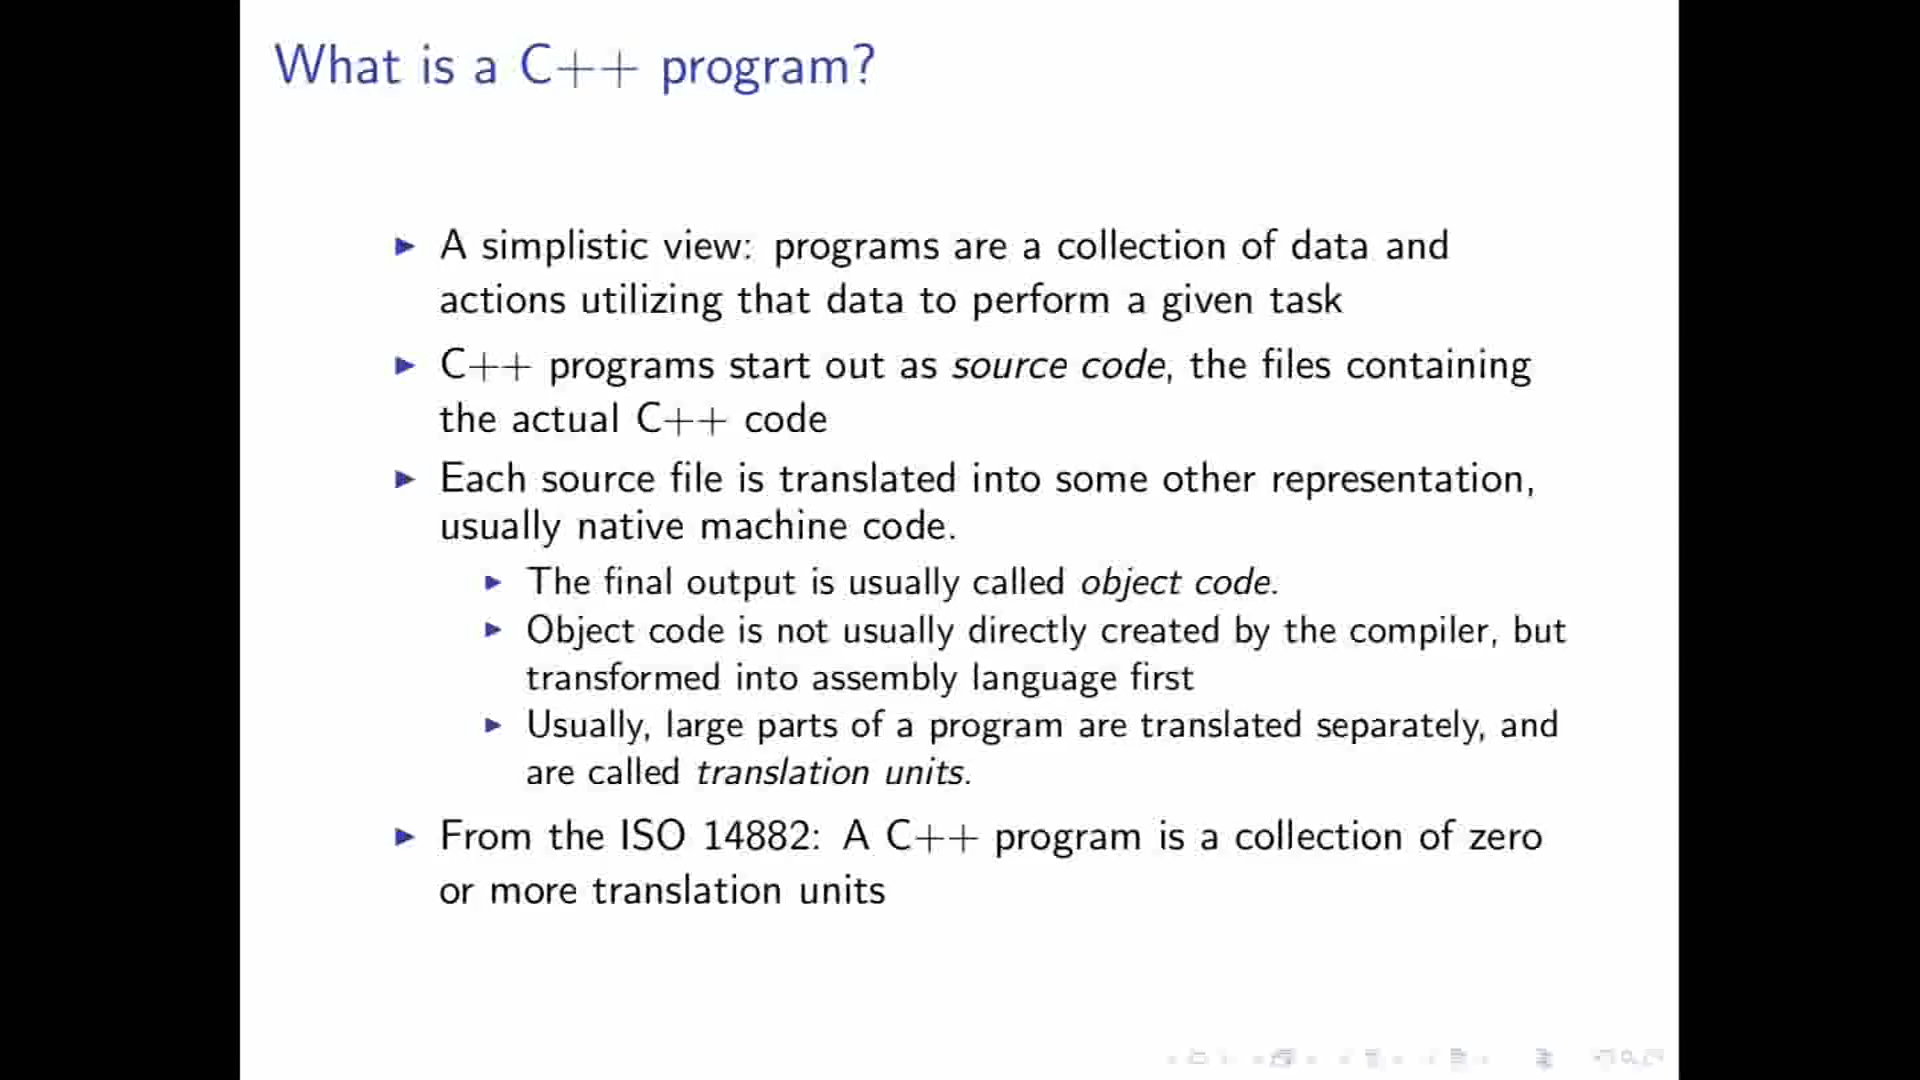 What is a C++ program?
► A simplistic view: programs are a collection of data and
actions utilizing that data to perform a given task
► C++ programs start out as source code, the files containing
the actual C++ code
► Each source file is translated into some other representation,
usually native machine code.
► The final output is usually called object code.
► Object code is not usually directly created by the compiler, but
transformed into assembly language first
► Usually, large parts of a program are translated separately, and
are called translation units.
► From the ISO 14882: A C++ program is a collection of zero
or more translation units